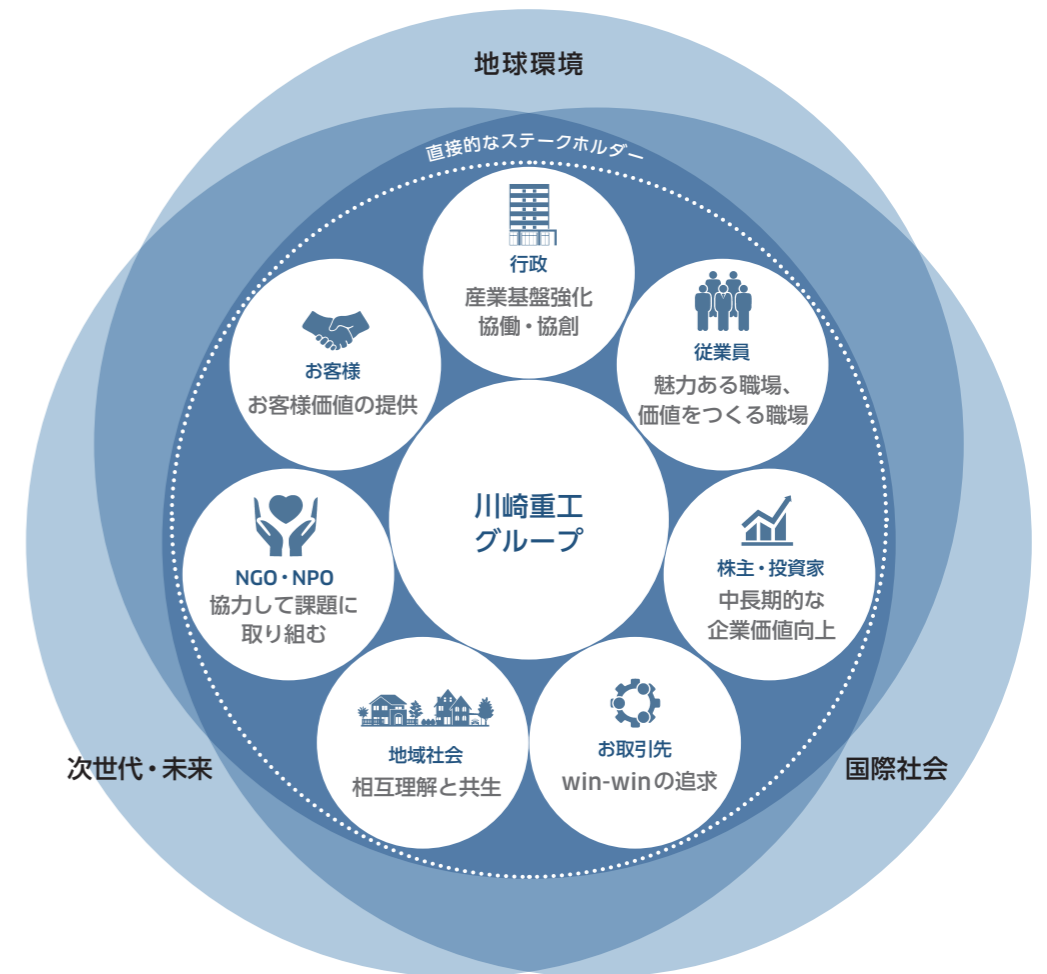 地球環境
直接的なステークホルダー
行政
産業基盤強化
協働・協創
従業員
魅力ある職場、
価値をつくる職場
株主・投資家
中長期的な
企業価値向上
お取引先
win-winの追求
地域社会
相互理解と共生
NGO・NPO
協力して課題に
取り組む
お客様
お客様価値の提供
川崎重工
グループ
次世代・未来
国際社会